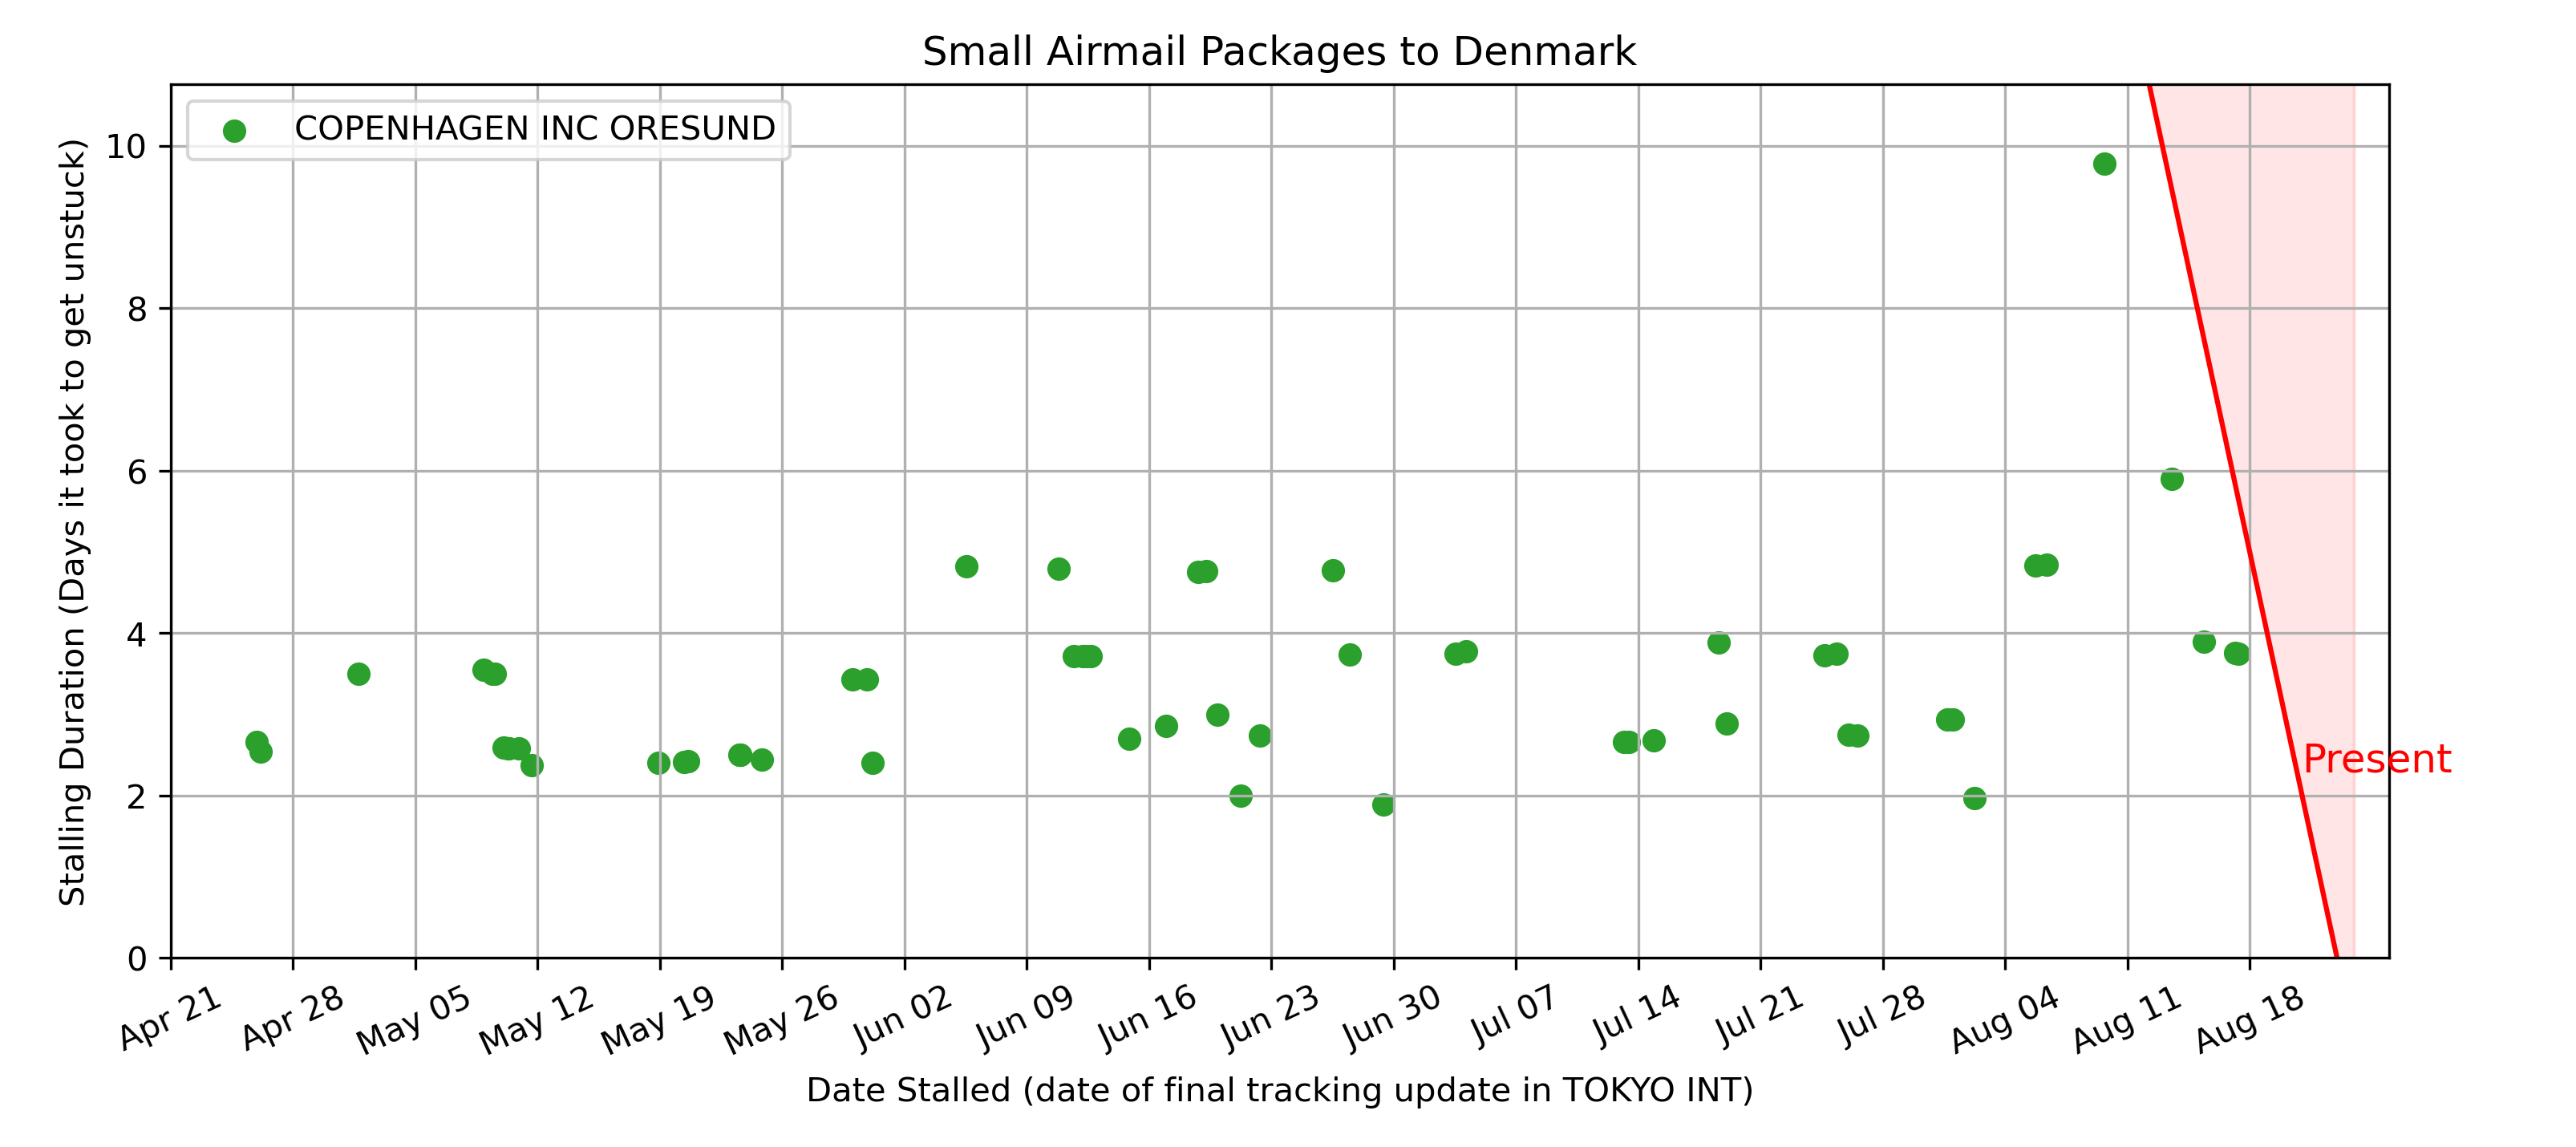 Small Airmail Packages to Denmark
COPENHAGEN INC ORESUND
Stalling Duration (Days it took to get unstuck)
10
8
6
4
2
0
Present
Apr 21
Apr 28
May 05
May 12
May 19
May 26
Jun 02
Jun 09
Jun 16
Jun 23
Jun 30
Jul 07
Jul 14
Jul 21
Jul 28
Aug 04
Aug 11
Aug 18
Date Stalled (date of final tracking update in TOKYO INT)